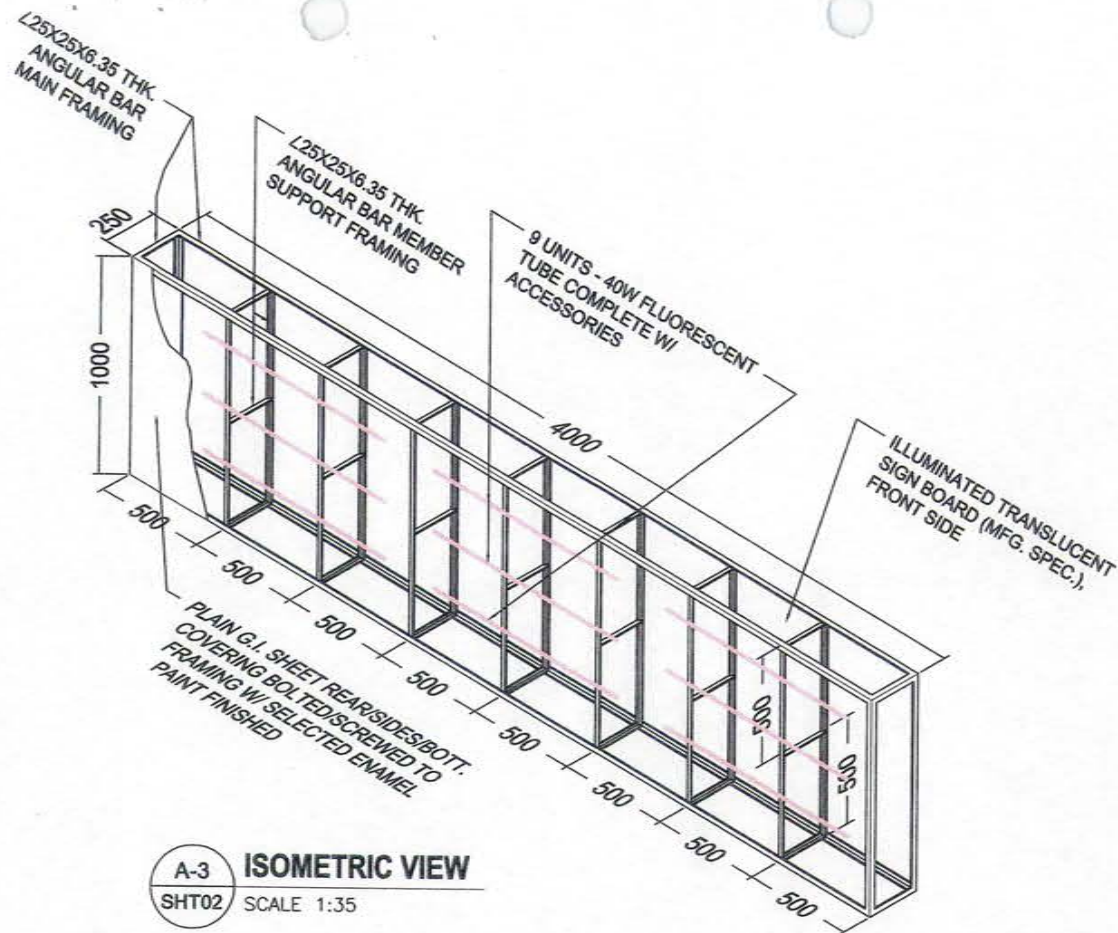 ∠25X25X6.35 THK.
ANGULAR BAR
MAIN FRAMING
∠25X25X6.35 THK.
ANGULAR BAR MEMBER
SUPPORT FRAMING
9 UNITS - 40W FLUORESCENT
TUBE COMPLETE W/
ACCESSORIES
250
1000
4000
ILLUMINATED TRANSLUCENT
SIGN BOARD (MFG. SPEC.),
FRONT SIDE
500
500
500
500
500
500
500
500
500
500
PLAIN G.I. SHEET REAR/SIDES/BOTT.
COVERING BOLTED/SCREWED TO
FRAMING W/ SELECTED ENAMEL
PAINT FINISHED
A-3
SHT02
ISOMETRIC VIEW
SCALE 1:35